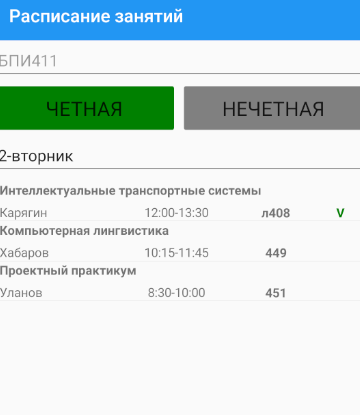 Расписание занятий
БПИ411
ЧЕТНАЯ НЕЧЕТНАЯ
2-вторник
Интеллектуальные транспортные системы
Карягин 12:00-13:30 л408 V
Компьютерная лингвистика
Хабаров 10:15-11:45 449
Проектный практикум
Уланов 8:30-10:00 451